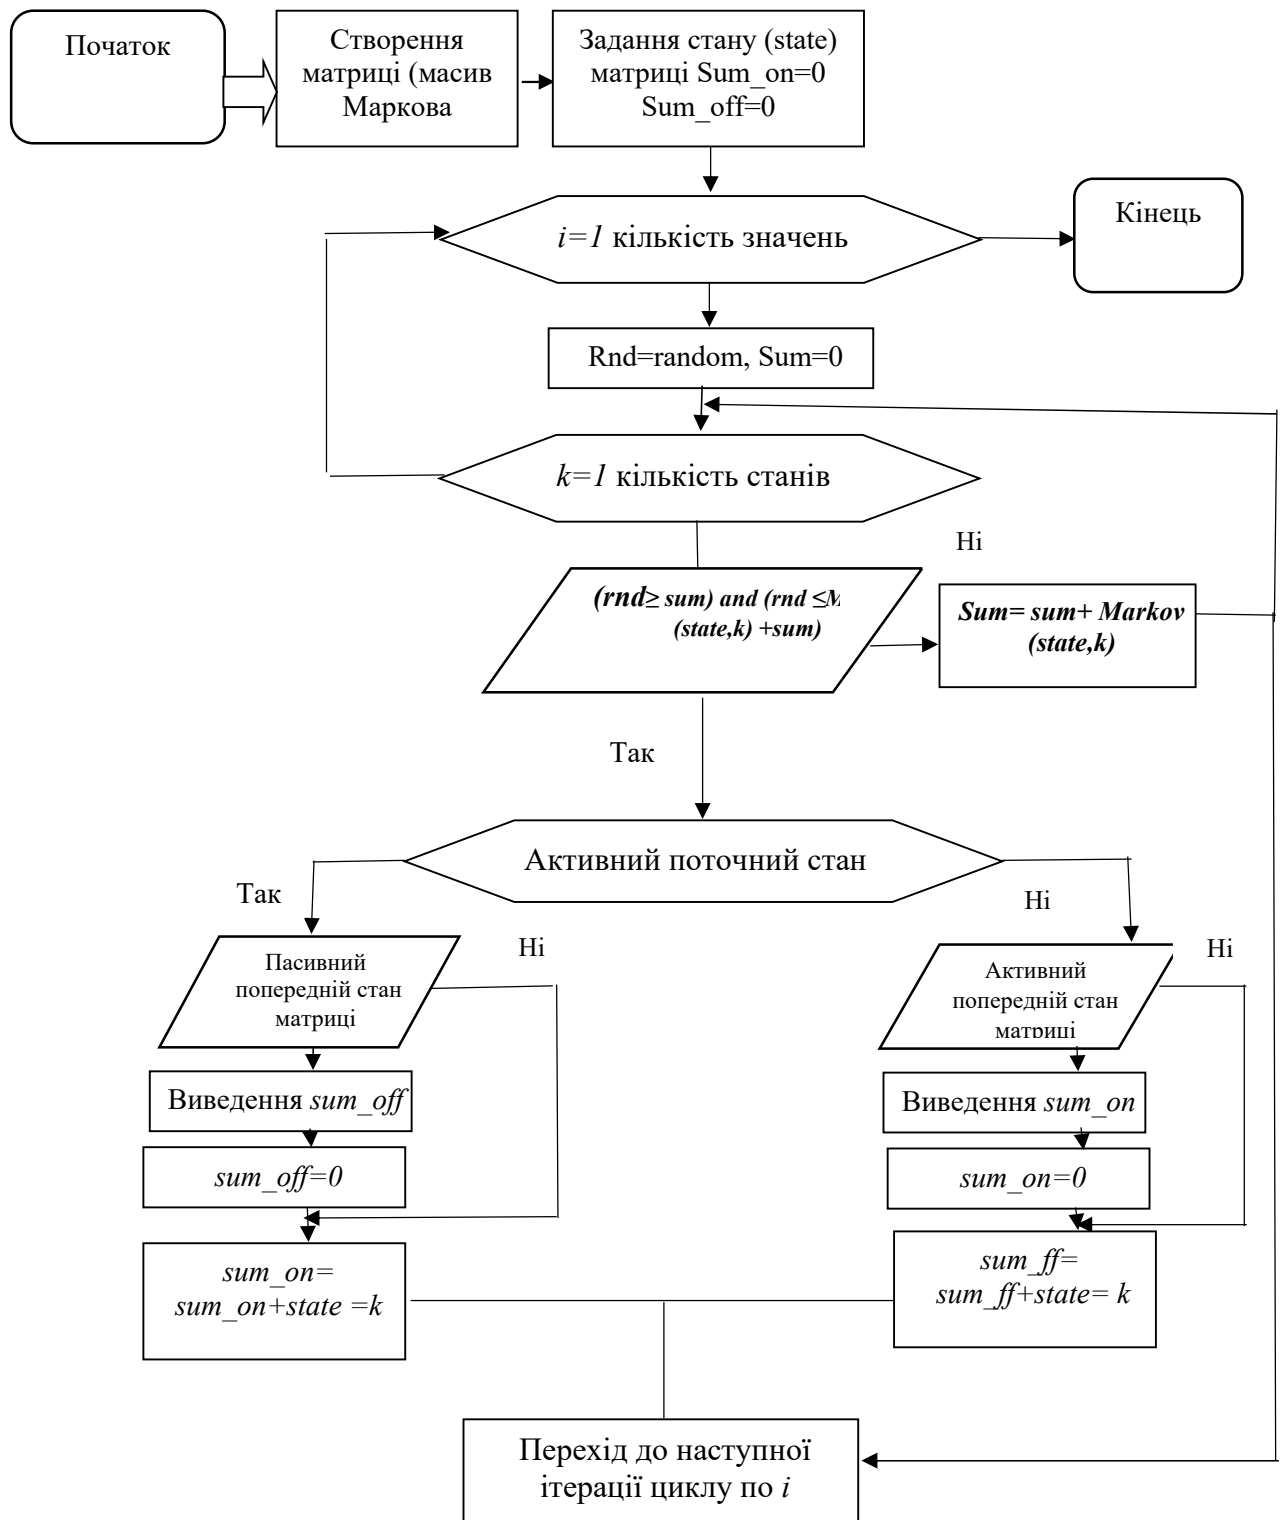 Початок
Створення
матриці (масив
Маркова
Задання стану (state)
матриці Sum_on=0
Sum_off=0
i=1 кількість значень
Кінець
Rnd=random, Sum=0
k=1 кількість станів
Ні
(rnd≥ sum) and (rnd ≤M
(state,k) +sum)
Sum= sum+ Markov
(state,k)
Так
Активний поточний стан
Так
Ні
Пасивний
попередній стан
матриці
Ні
Активний
попередній стан
матриці
Ні
Виведення sum_off
Виведення sum_on
sum_off=0
sum_on=0
sum_on=
sum_on+state =k
sum_ff=
sum_ff+state= k
Перехід до наступної
ітерації циклу по i